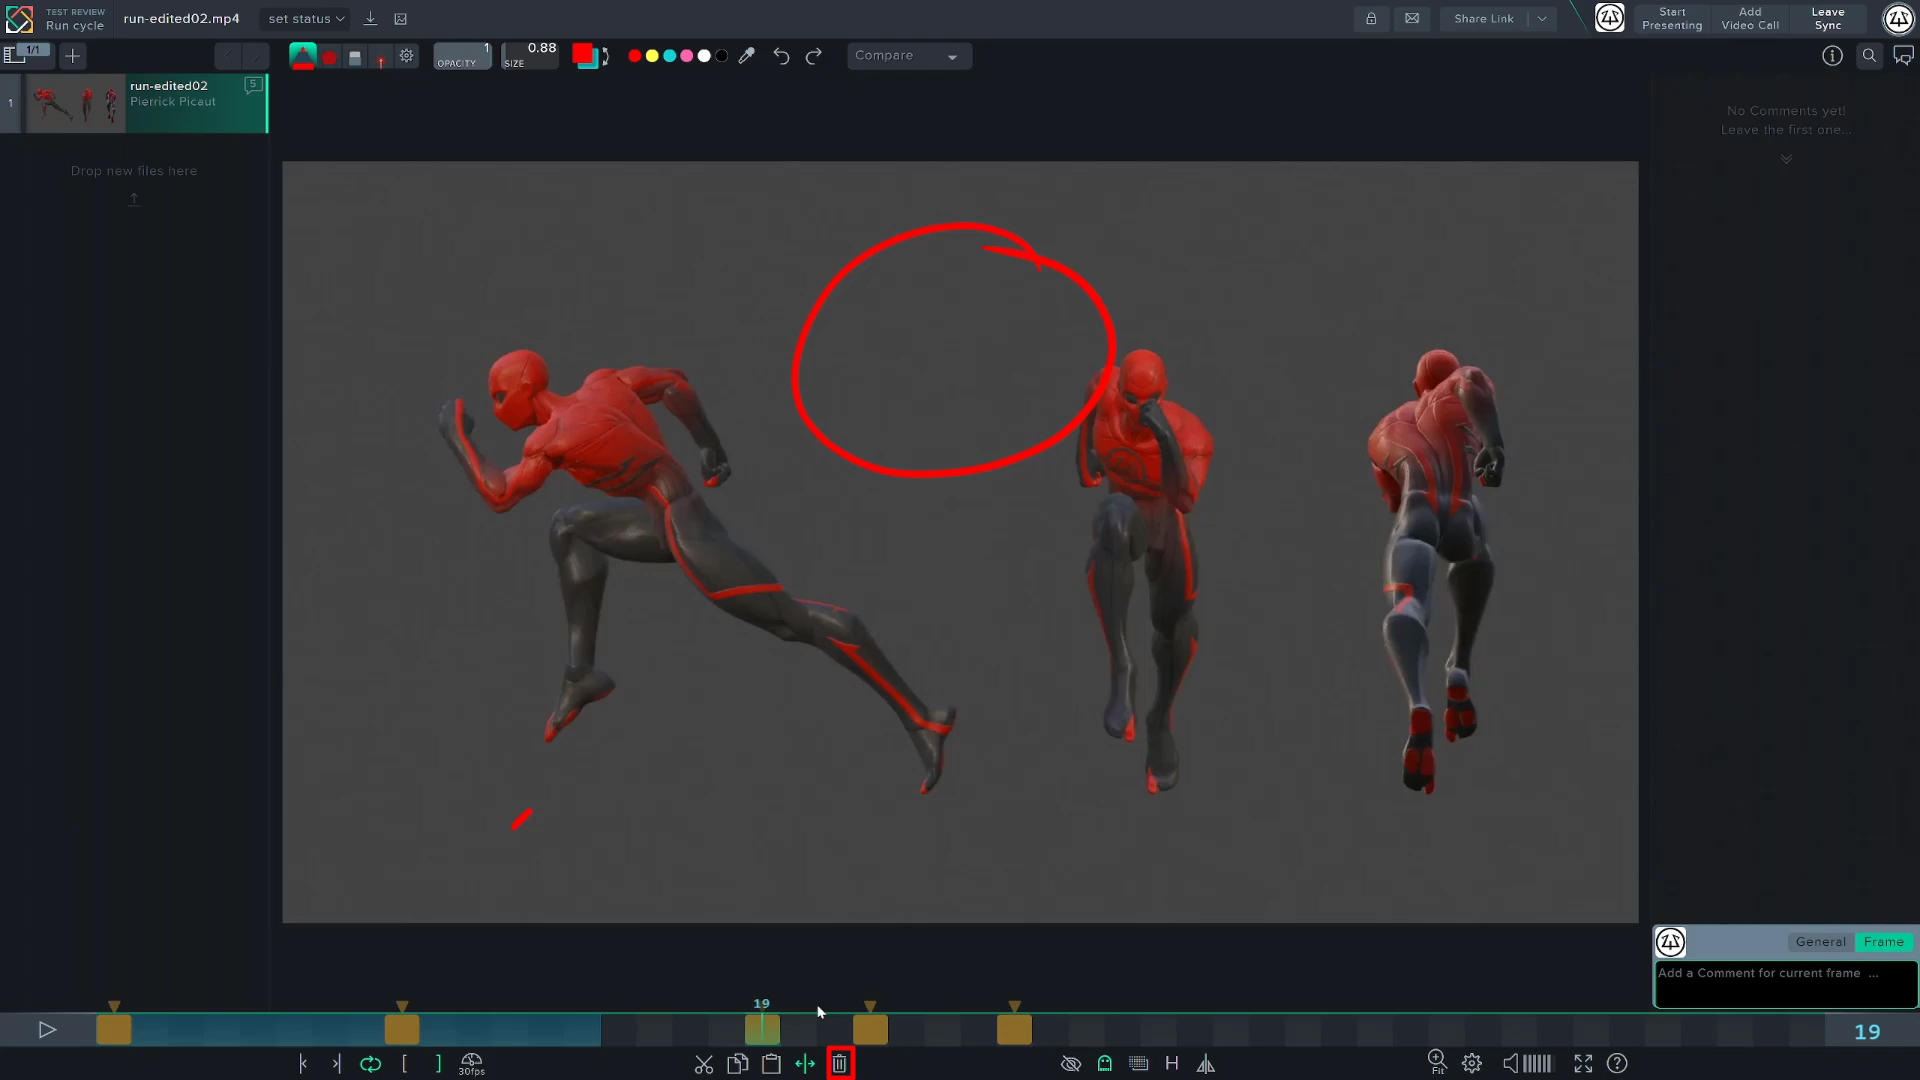 TEST REVIEW
Run cycle
run-edited02.mp4
set status
Share Link
Start
Presenting
Add
Video Call
Leave
Sync
1/1
OPACITY
1
SIZE
0.88
Compare
1
run-edited02
Pierrick Picaut
5
Drop new files here
No Comments yet!
Leave the first one...
General
Frame
Add a Comment for current frame ...
19
19
30fps
H
Fit